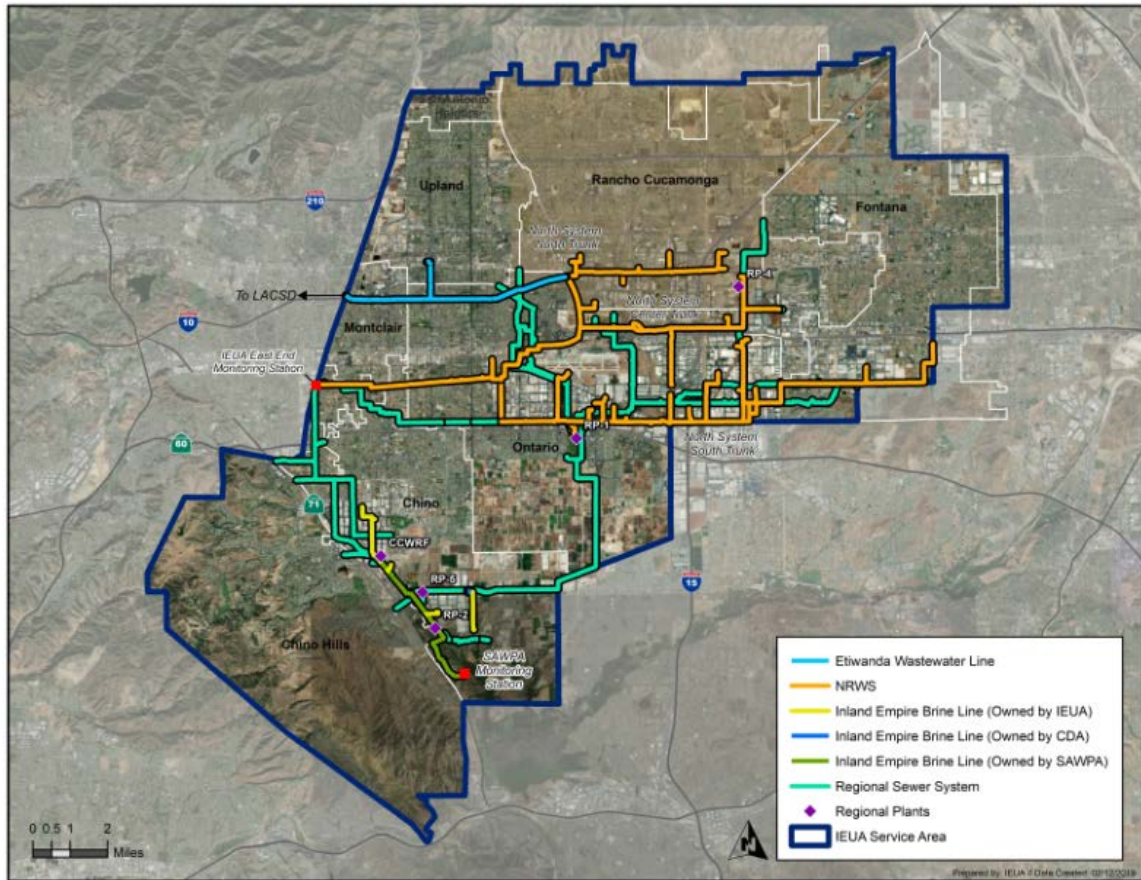 Upland
Rancho Cucamonga
Fontana
210
North System
North Trunk
RP-4
To LACSD
North System
10
Montclair
IEUA East End
Monitoring Station
RP-1
60
Ontario
North System
South Trunk
71
Chino
CCWRF
15
RP-2
Chino Hills
SAWPA
Monitoring
Station
Etiwanda Wastewater Line
NRWS
Inland Empire Brine Line (Owned by IEUA)
Inland Empire Brine Line (Owned by CDA)
Inland Empire Brine Line (Owned by SAWPA)
Regional Sewer System
Regional Plants
IEUA Service Area
0 0.5 1 2
Miles
N